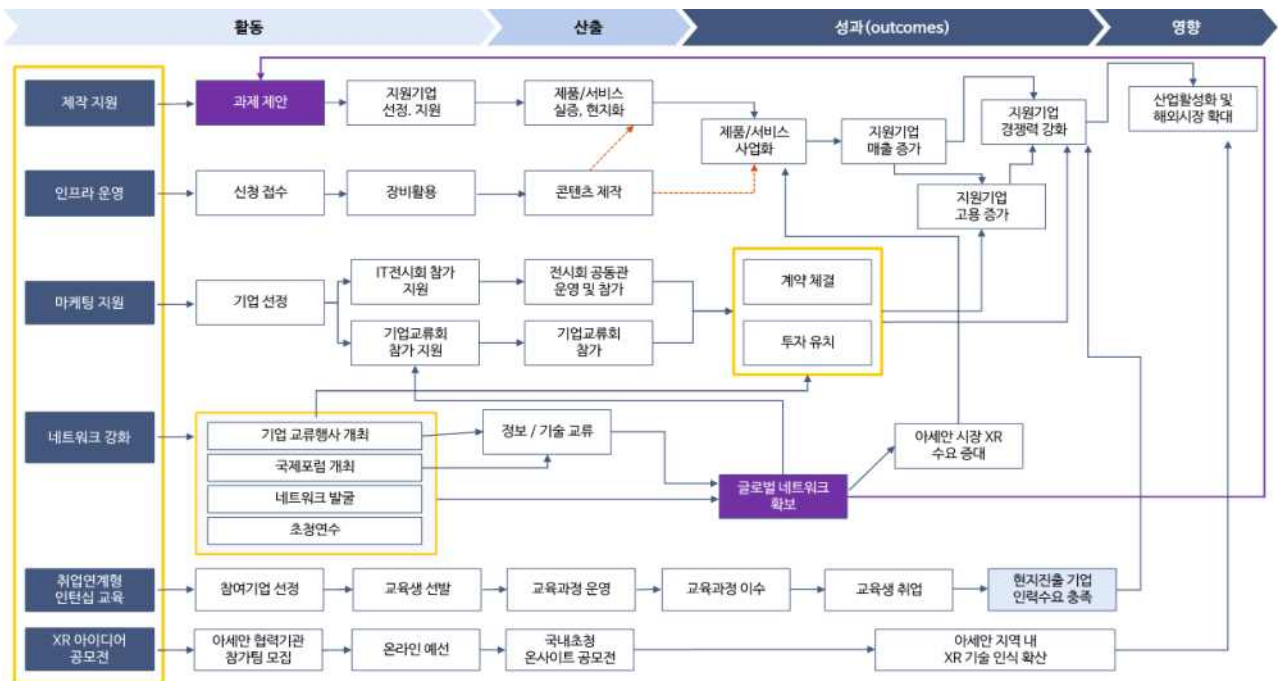 활동
산출
성과(outcomes)
영향
제작 지원
과제 제안
지원기업
선정. 지원
제품/서비스
실증, 현지화
제품/서비스
사업화
지원기업
매출 증가
지원기업
경쟁력 강화
산업활성화 및
해외시장 확대
인프라 운영
신청 접수
장비활용
콘텐츠 제작
지원기업
고용 증가
마케팅 지원
기업 선정
IT전시회 참가
지원
전시회 공동관
운영 및 참가
기업교류회
참가 지원
기업교류회
참가
계약 체결
투자 유치
네트워크 강화
기업 교류행사 개최
국제포럼 개최
네트워크 발굴
초청연수
정보 / 기술 교류
글로벌 네트워크
확보
아세안 시장 XR
수요 증대
취업연계형
인턴십 교육
참여기업 선정
교육생 선발
교육과정 운영
교육과정 이수
교육생 취업
현지진출 기업
인력수요 충족
XR 아이디어
공모전
아세안 협력기관
참가팀 모집
온라인 예선
국내초청
온사이트 공모전
아세안 지역 내
XR 기술 인식 확산